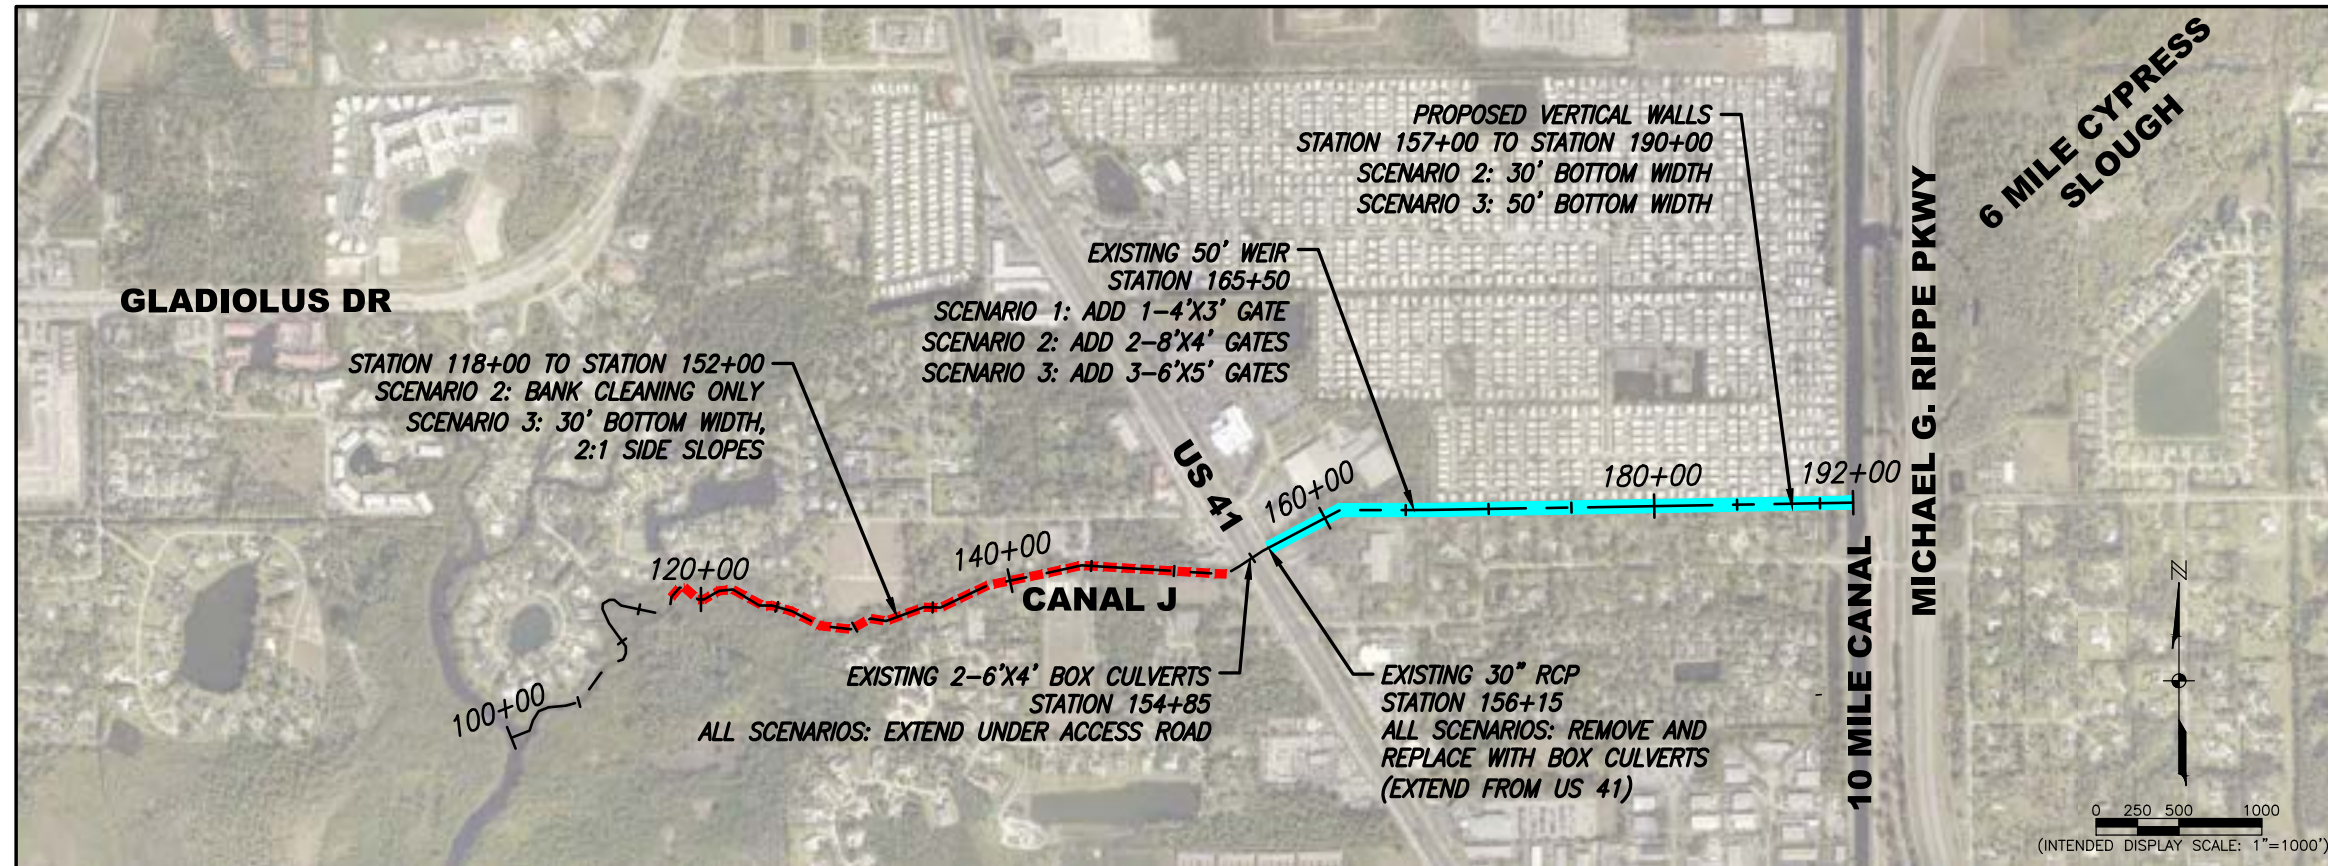 6 MILE CYPRESS
SLOUGH
PROPOSED VERTICAL WALLS
STATION 157+00 TO STATION 190+00
SCENARIO 2: 30' BOTTOM WIDTH
SCENARIO 3: 50' BOTTOM WIDTH
EXISTING 50' WEIR
STATION 165+50
SCENARIO 1: ADD 1-4'X3' GATE
SCENARIO 2: ADD 2-8'X4' GATES
SCENARIO 3: ADD 3-6'X5' GATES
GLADIOLUS DR
STATION 118+00 TO STATION 152+00
SCENARIO 2: BANK CLEANING ONLY
SCENARIO 3: 30' BOTTOM WIDTH,
2:1 SIDE SLOPES
MICHAEL G. RIPPE PKWY
US 41
160+00
180+00
192+00
140+00
120+00
CANAL J
100+00
10 MILE CANAL
EXISTING 2-6'X4' BOX CULVERTS
STATION 154+85
ALL SCENARIOS: EXTEND UNDER ACCESS ROAD
EXISTING 30" RCP
STATION 156+15
ALL SCENARIOS: REMOVE AND
REPLACE WITH BOX CULVERTS
(EXTEND FROM US 41)
N
0 250 500 1000
(INTENDED DISPLAY SCALE: 1"=1000')